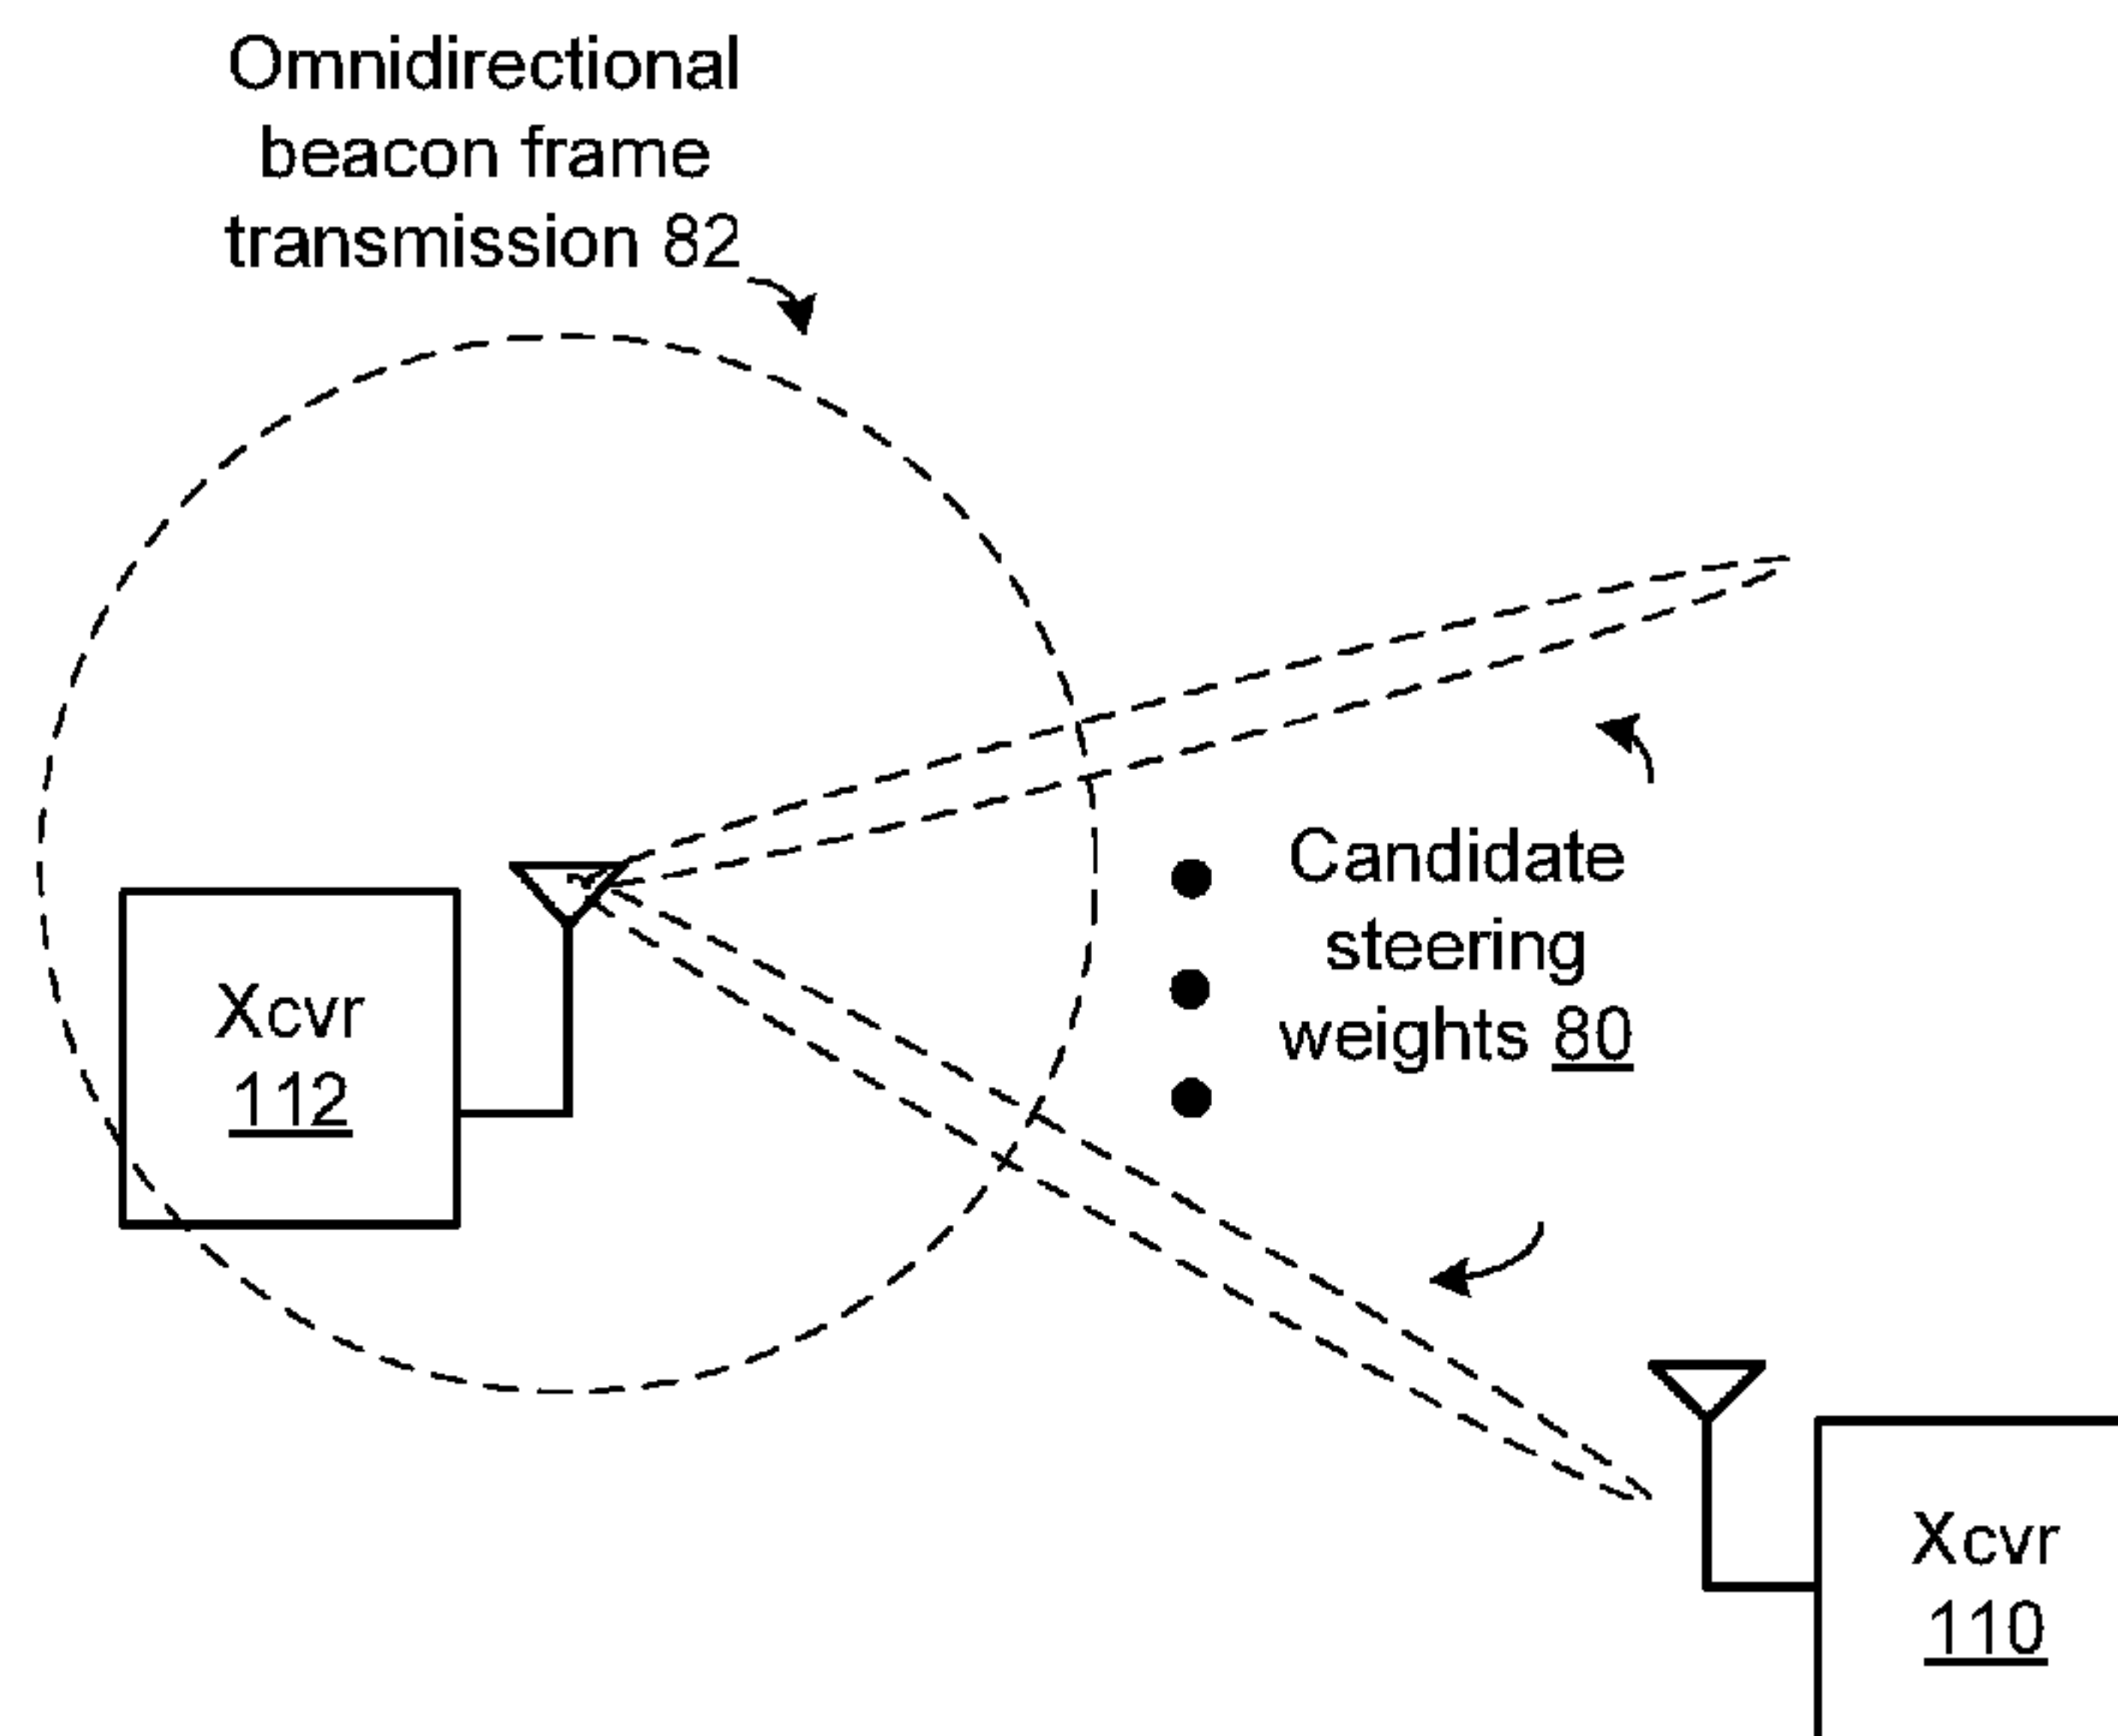 Omnidirectional
beacon frame
transmission 82
Candidate
steering
weights 80
Xcvr
112
Xcvr
110